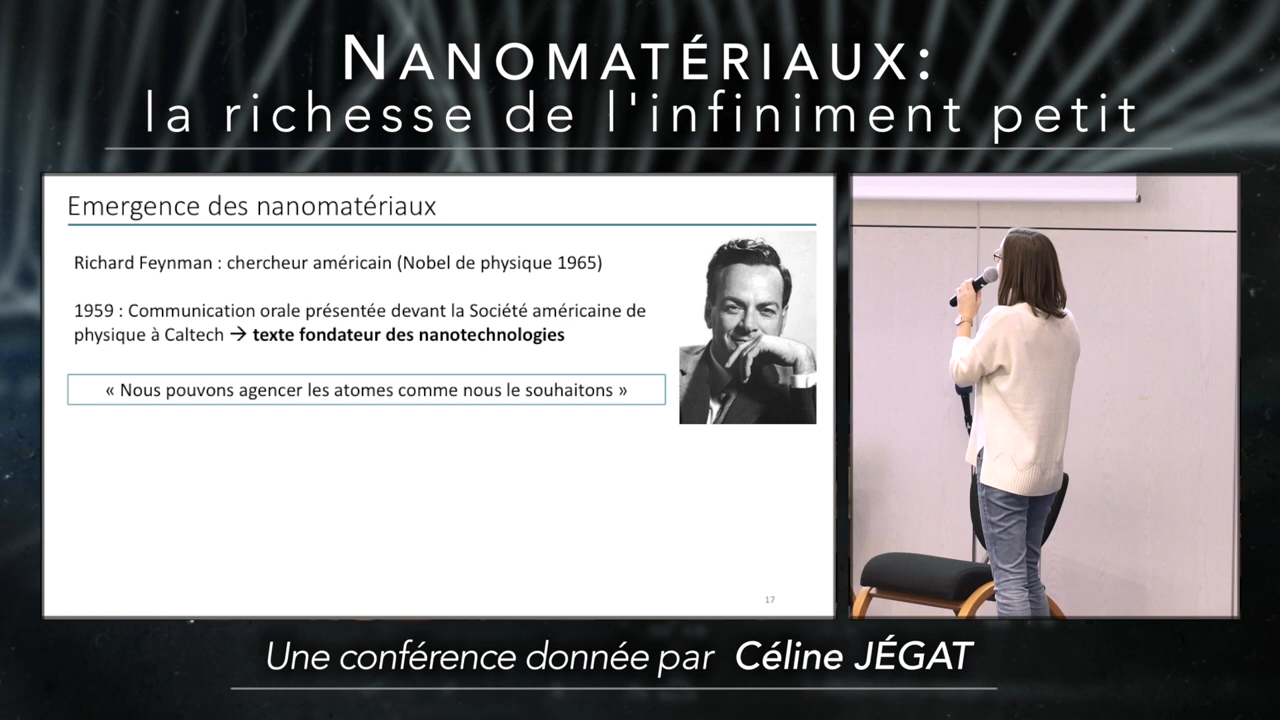 NANOMATÉRIAUX:
la richesse de l'infiniment petit
Emergence des nanomatériaux
Richard Feynman : chercheur américain (Nobel de physique 1965)
1959 : Communication orale présentée devant la Société américaine de
physique à Caltech → texte fondateur des nanotechnologies
« Nous pouvons agencer les atomes comme nous le souhaitons »
17
Une conférence donnée par Céline JÉGAT